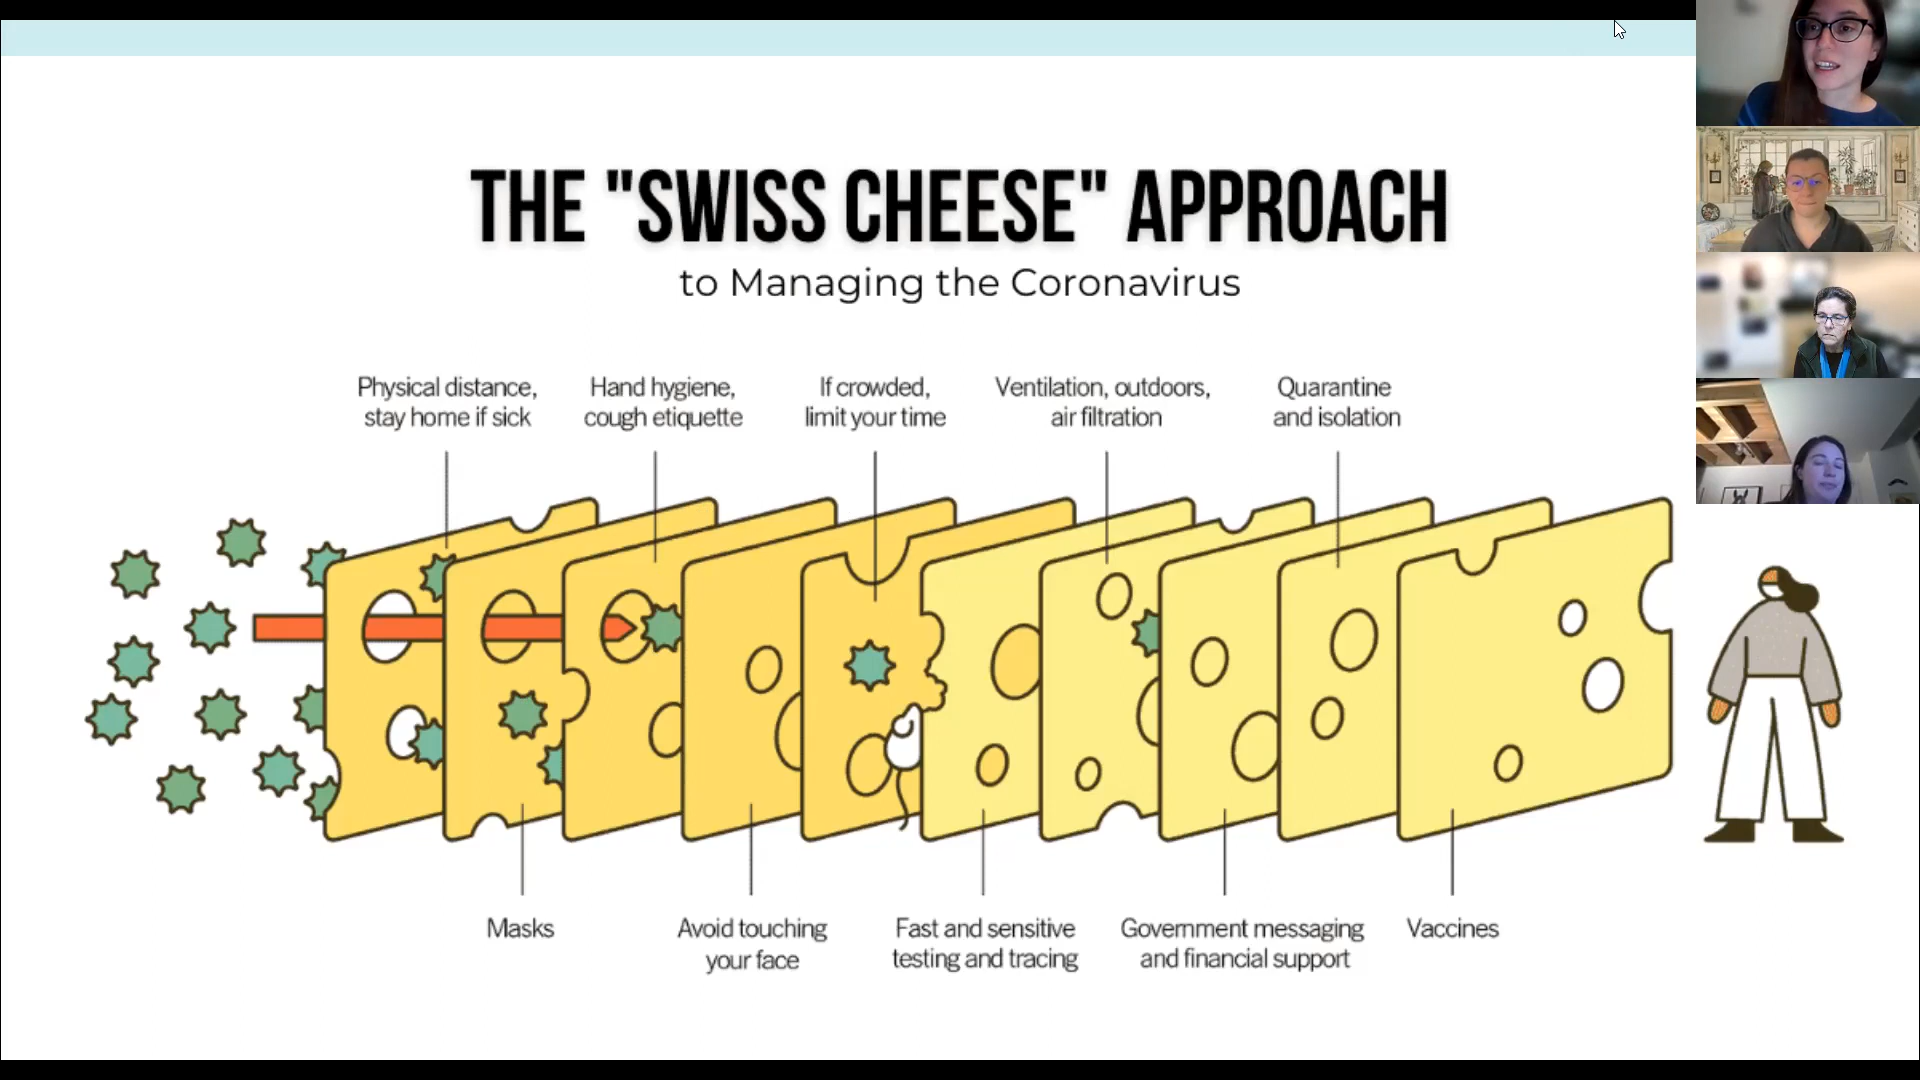 THE "SWISS CHEESE" APPROACH
to Managing the Coronavirus
Physical distance,
stay home if sick
Hand hygiene,
cough etiquette
If crowded,
limit your time
Ventilation, outdoors,
air filtration
Quarantine
and isolation
Masks
Avoid touching
your face
Fast and sensitive
testing and tracing
Government messaging
and financial support
Vaccines